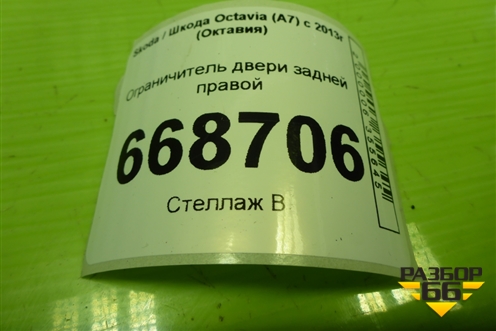 Skoda / Шкода Octavia (A7) с 2013г
(Октавия)
Ограничитель двери задней
правой
668706
Стеллаж В
РАЗБОР
66